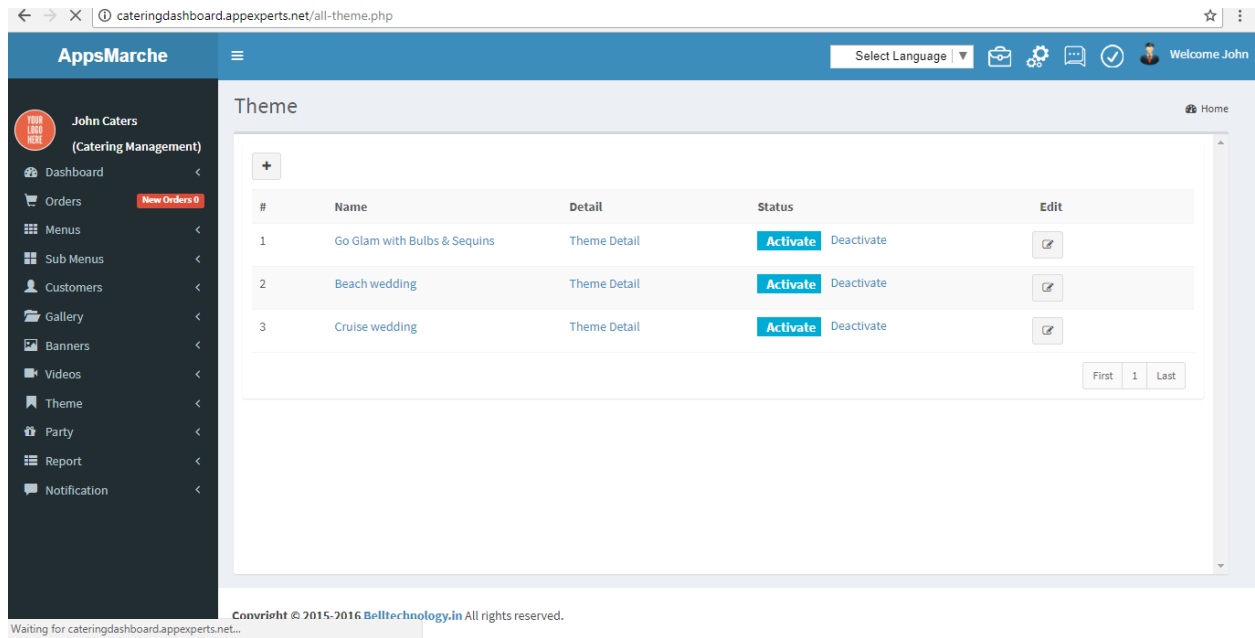 cateringdashboard.appexperts.net/all-theme.php
AppsMarche
Select Language
Welcome John
YOUR
LOGO
HERE
John Caters
(Catering Management)
Dashboard
Orders
New Orders 0
Menus
Sub Menus
Customers
Gallery
Banners
Videos
Theme
Party
Report
Notification
Theme
Home
+
# Name Detail Status Edit
1 Go Glam with Bulbs & Sequins Theme Detail Activate Deactivate
2 Beach wedding Theme Detail Activate Deactivate
3 Cruise wedding Theme Detail Activate Deactivate
First 1 Last
Copyright © 2015-2016 Belltechnology.in All rights reserved.
Waiting for cateringdashboard.appexperts.net...